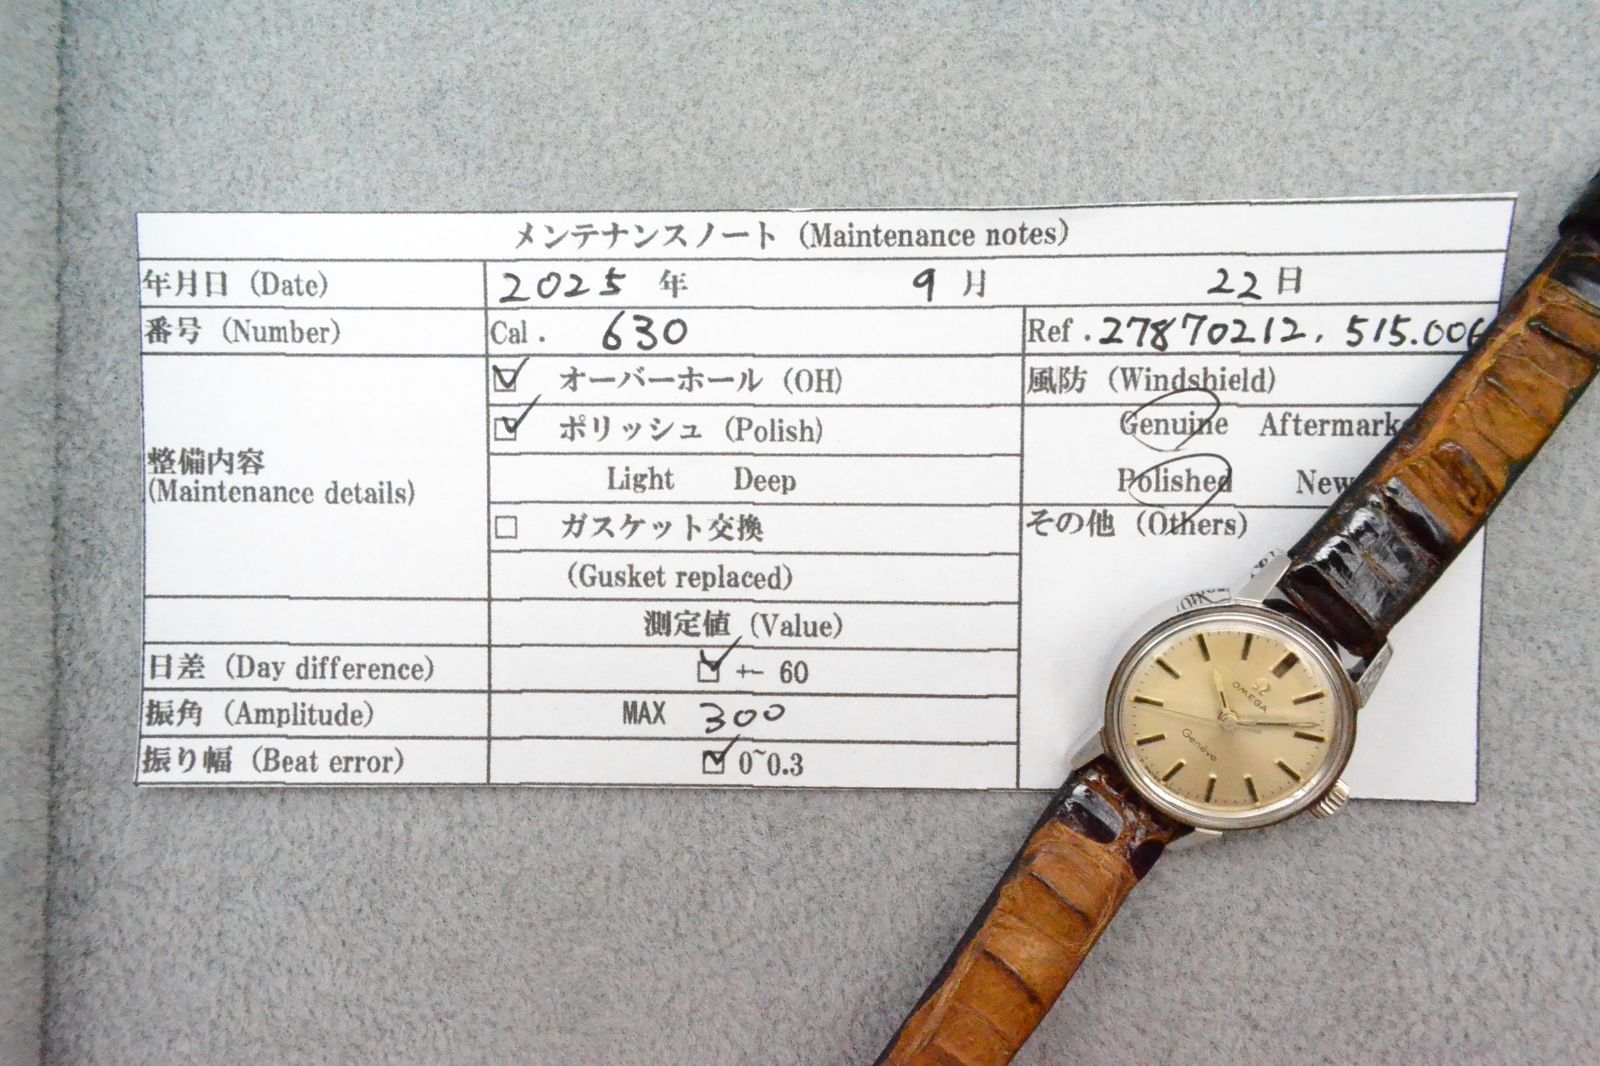 メンテナンスノート (Maintenance notes)
年月日 (Date) 2025 年 9 月 22 日
番号 (Number) Cal. 630 Ref. 27870212. 515.006
オーバーホール (OH) 風防 (Windshield)
ポリッシュ (Polish) Genuine
整備内容
(Maintenance details)
Light Deep Polished New
ガスケット交換 その他 (Others)
(Gusket replaced)
測定値 (Value)
日差 (Day difference) +- 60
振角 (Amplitude) MAX 300
振り幅 (Beat error) 0~0.3
Ω
OMEGA
Genève